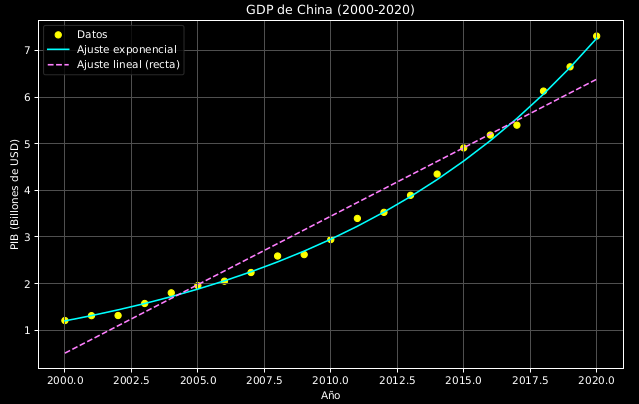 GDP de China (2000-2020)
Datos
Ajuste exponencial
Ajuste lineal (recta)
PIB (Billones de USD)
7
6
5
4
3
2
1
2000.0 2002.5 2005.0 2007.5 2010.0 2012.5 2015.0 2017.5 2020.0
Año